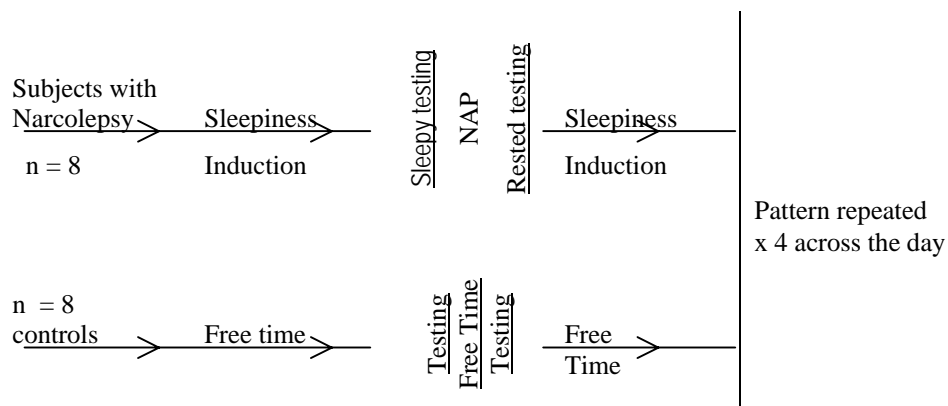 Subjects with
Narcolepsy
n = 8
Sleepiness
Induction
Sleepy testing
NAP
Rested testing
Sleepiness
Induction
Pattern repeated
x 4 across the day
n = 8
controls
Free time
Testing
Free Time
Testing
Free
Time